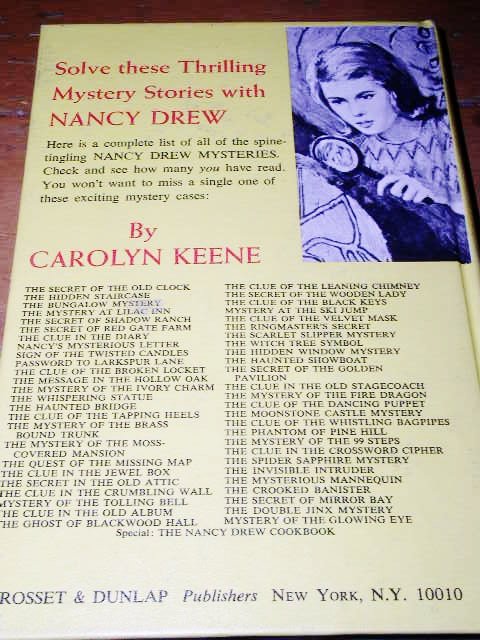 Solve these Thrilling
Mystery Stories with
NANCY DREW
Here is a complete list of all of the spine-
tingling NANCY DREW MYSTERIES.
Check and see how many you have read.
You won't want to miss a single one of
these exciting mystery cases:
By
CAROLYN KEENE
THE SECRET OF THE OLD CLOCK
THE HIDDEN STAIRCASE
THE BUNGALOW MYSTERY
THE MYSTERY AT LILAC INN
THE SECRET OF SHADOW RANCH
THE SECRET OF RED GATE FARM
THE CLUE IN THE DIARY
NANCY'S MYSTERIOUS LETTER
SIGN OF THE TWISTED CANDLES
PASSWORD TO LARKSPUR LANE
THE CLUE OF THE BROKEN LOCKET
THE MESSAGE IN THE HOLLOW OAK
THE MYSTERY OF THE IVORY CHARM
THE WHISPERING STATUE
THE HAUNTED BRIDGE
THE CLUE OF THE TAPPING HEELS
THE MYSTERY OF THE BRASS
BOUND TRUNK
THE MYSTERY OF THE MOSS-
COVERED MANSION
THE QUEST OF THE MISSING MAP
THE CLUE IN THE JEWEL BOX
THE SECRET IN THE OLD ATTIC
THE CLUE IN THE CRUMBLING WALL
MYSTERY OF THE TOLLING BELL
THE CLUE IN THE OLD ALBUM
THE GHOST OF BLACKWOOD HALL
THE CLUE OF THE LEANING CHIMNEY
THE SECRET OF THE WOODEN LADY
THE CLUE OF THE BLACK KEYS
MYSTERY AT THE SKI JUMP
THE CLUE OF THE VELVET MASK
THE RINGMASTER'S SECRET
THE SCARLET SLIPPER MYSTERY
THE WITCH TREE SYMBOL
THE HIDDEN WINDOW MYSTERY
THE HAUNTED SHOWBOAT
THE SECRET OF THE GOLDEN
PAVILION
THE CLUE IN THE OLD STAGECOACH
THE MYSTERY OF THE FIRE DRAGON
THE CLUE OF THE DANCING PUPPET
THE MOONSTONE CASTLE MYSTERY
THE CLUE OF THE WHISTLING BAGPIPES
THE PHANTOM OF PINE HILL
THE MYSTERY OF THE 99 STEPS
THE CLUE IN THE CROSSWORD CIPHER
THE SPIDER SAPPHIRE MYSTERY
THE INVISIBLE INTRUDER
THE MYSTERIOUS MANNEQUIN
THE CROOKED BANISTER
THE SECRET OF MIRROR BAY
THE DOUBLE JINX MYSTERY
MYSTERY OF THE GLOWING EYE
Special: THE NANCY DREW COOKBOOK
ROSSET & DUNLAP Publishers NEW YORK, N.Y. 10010